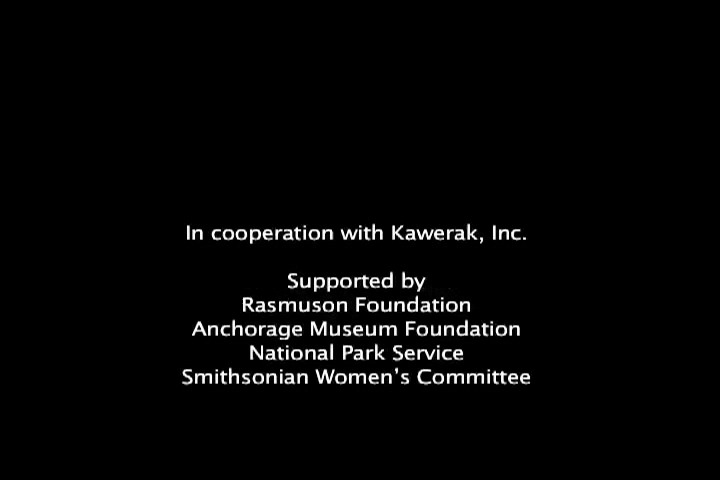 In cooperation with Kawerak, Inc.
Supported by
Rasmuson Foundation
Anchorage Museum Foundation
National Park Service
Smithsonian Women's Committee